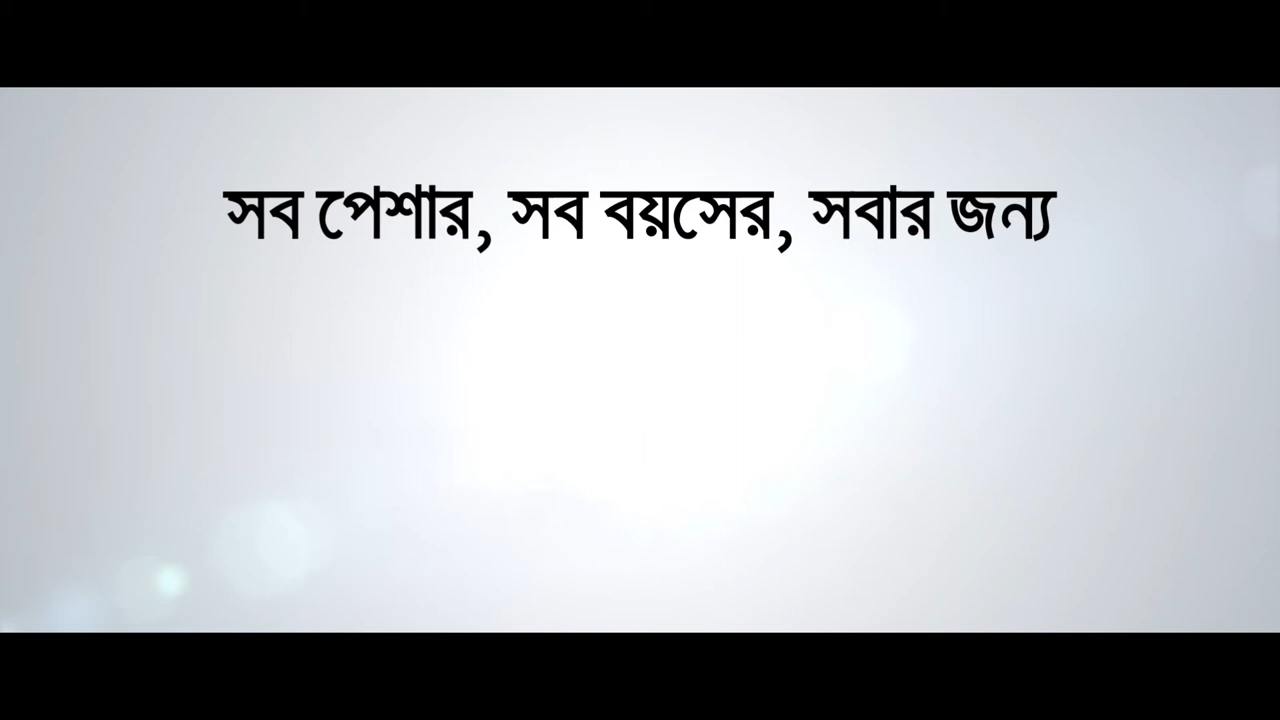 সব পেশার, সব বয়সের, সবার জন্য